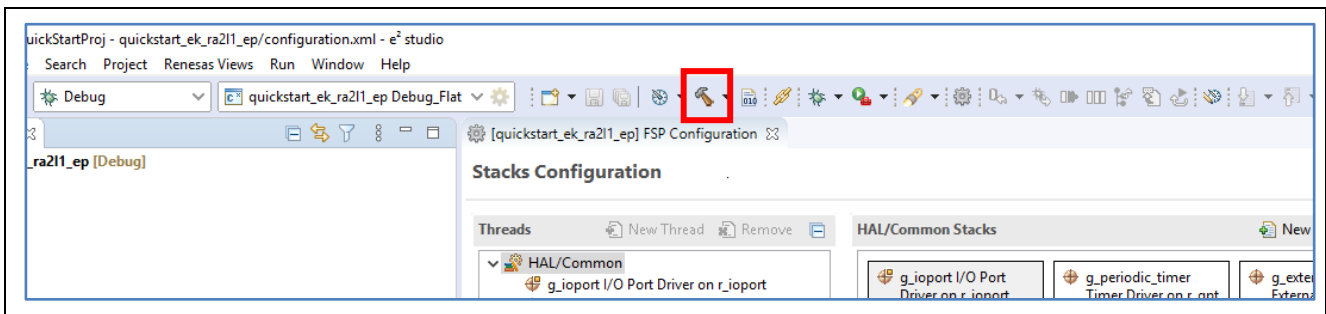 uickStartProj - quickstart_ek_ra2l1_ep/configuration.xml - e² studio
Search Project Renesas Views Run Window Help
Debug quickstart_ek_ra2l1_ep Debug_Flat 010
_ra2l1_ep [Debug]
[quickstart_ek_ra2l1_ep] FSP Configuration
Stacks Configuration
Threads New Thread Remove HAL/Common Stacks New
HAL/Common
g_ioport I/O Port Driver on r_ioport
g_ioport I/O Port g_periodic_timer g_exter
Driver on r_ioport Timer Driver on r_gpt Externa